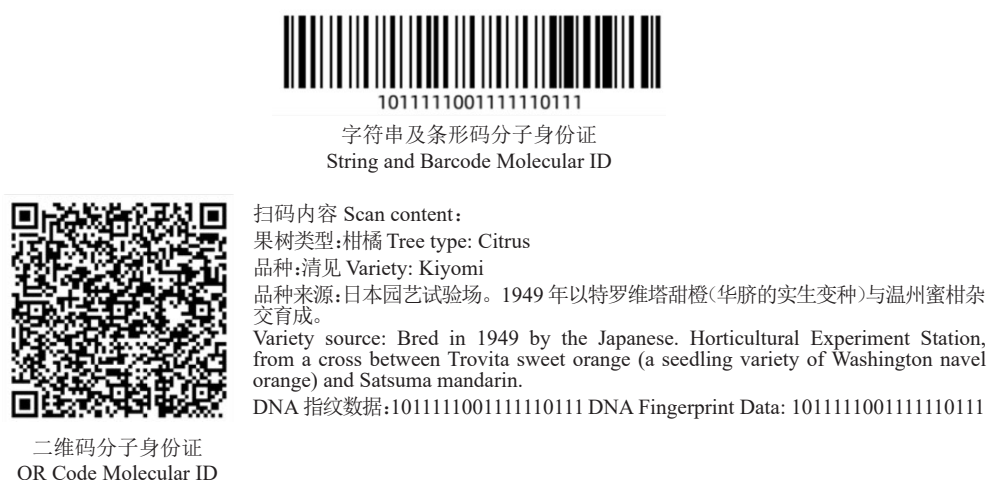 1011111001111110111
字符串及条形码分子身份证
String and Barcode Molecular ID
扫码内容 Scan content：
果树类型:柑橘 Tree type: Citrus
品种:清见 Variety: Kiyomi
品种来源:日本园艺试验场。1949 年以特罗维塔甜橙(华脐的实生变种)与温州蜜柑杂
交育成。
Variety source: Bred in 1949 by the Japanese. Horticultural Experiment Station,
from a cross between Trovita sweet orange (a seedling variety of Washington navel
orange) and Satsuma mandarin.
DNA 指纹数据:1011111001111110111 DNA Fingerprint Data: 1011111001111110111
二维码分子身份证
QR Code Molecular ID